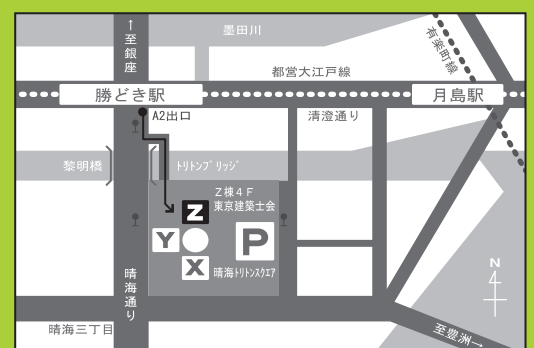 ↑至銀座
墨田川
有楽町線
都営大江戸線
勝どき駅
月島駅
A2出口
清澄通り
黎明橋
トリトンブリッジ
Z棟4F
東京建築士会
Z
Y
X
P
晴海トリトンスクエア
晴海通り
N
晴海三丁目
至豊洲→